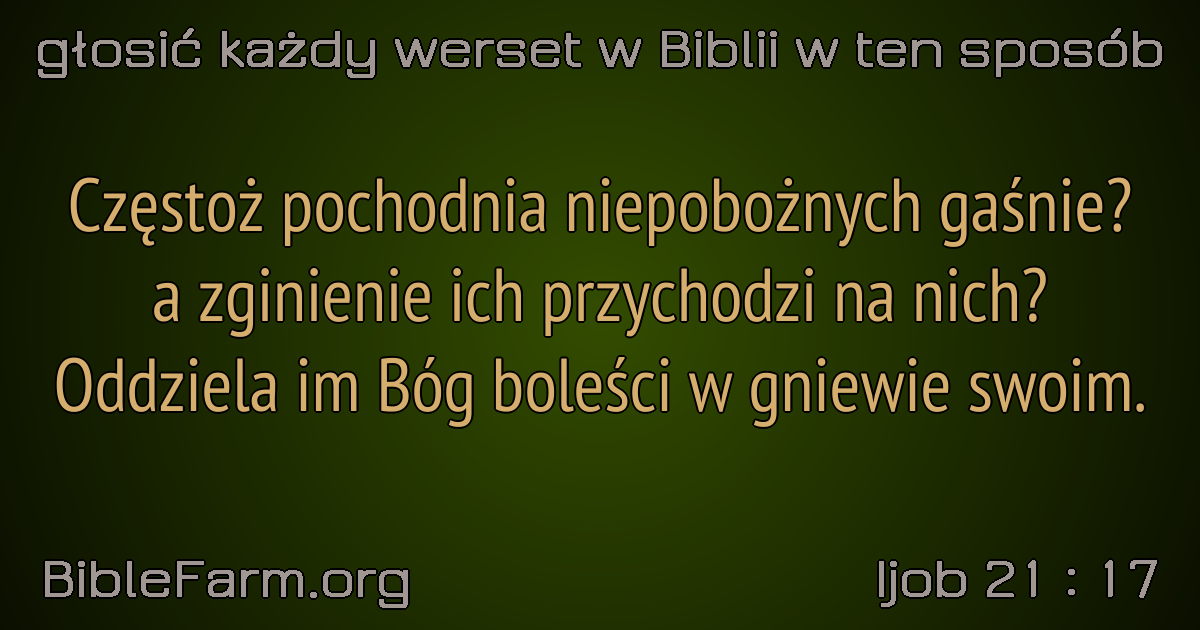 głosić każdy werset w Biblii w ten sposób
Częstoż pochodnia niepobożnych gaśnie?
a zginienie ich przychodzi na nich?
Oddziela im Bóg boleści w gniewie swoim.
BibleFarm.org
Ijob 21 : 17